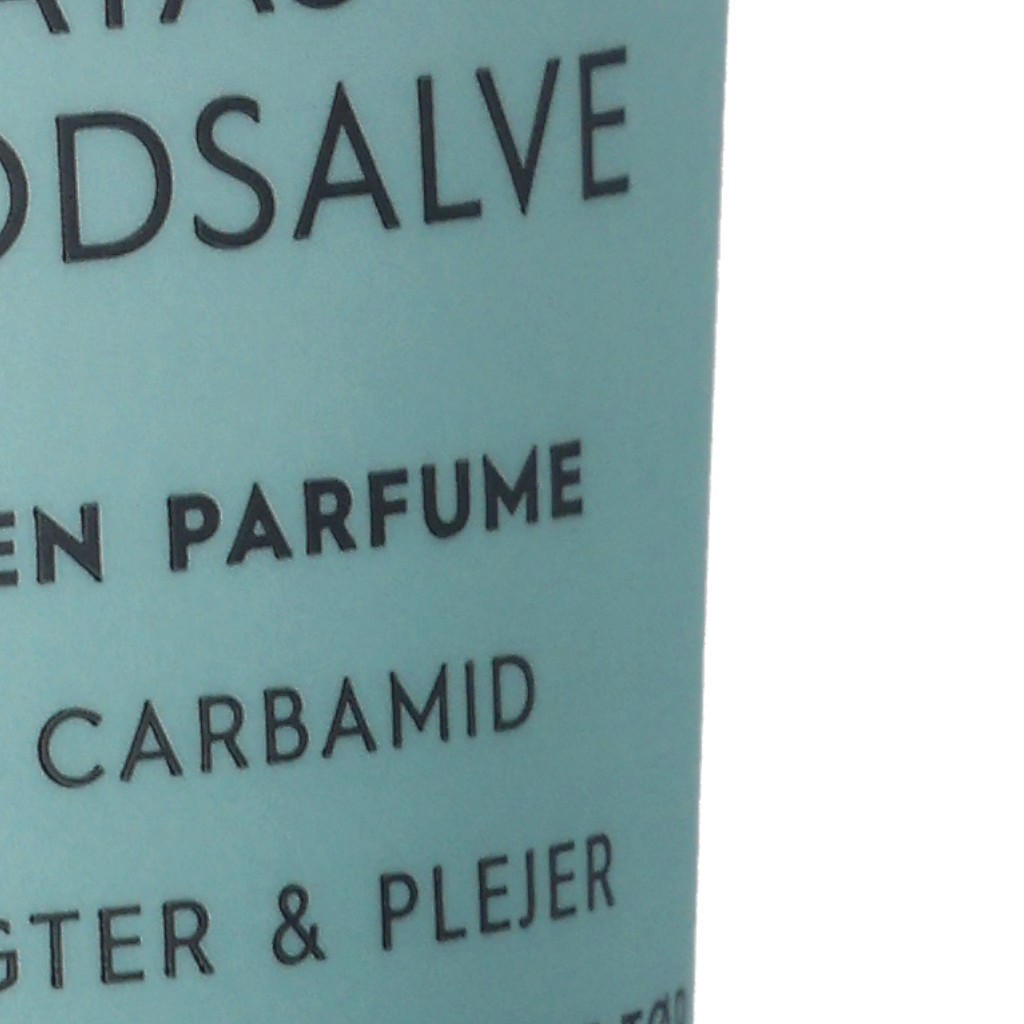 ODSALVE
EN PARFUME
CARBAMID
GTER & PLEJER